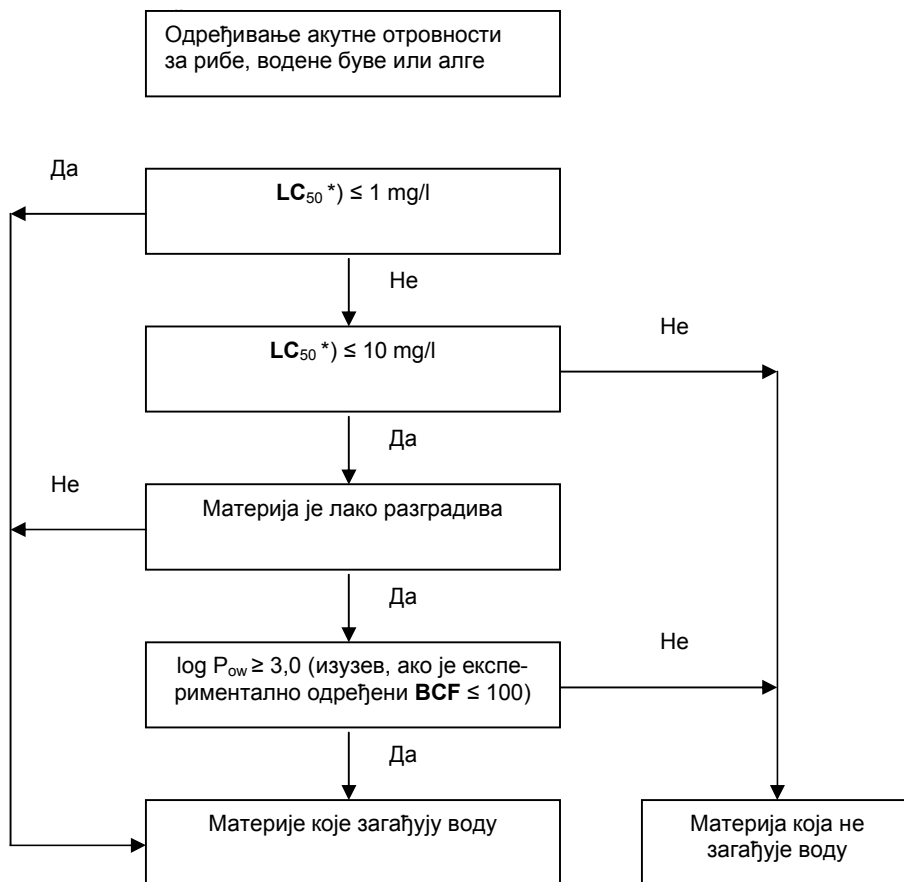 Одређивање акутне отровности
за рибе, водене буве или алге
Да
LC50 *) ≤ 1 mg/l
Не
Не
LC50 *) ≤ 10 mg/l
Да
Не
Материја је лако разградива
Да
Не
log Pow ≥ 3,0 (изузев, ако је експе-
риментално одређени BCF ≤ 100)
Да
Материје које загађују воду
Материја која не
загађује воду